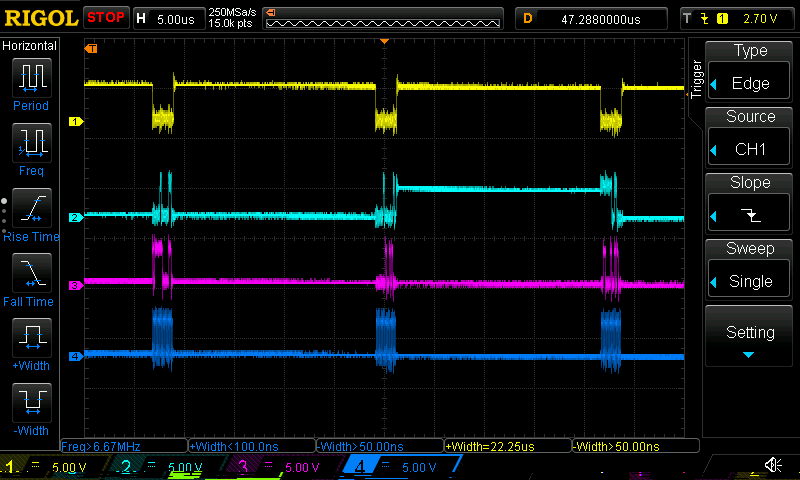 RIGOL STOP H 5.00us 250MSa/s 15.0k pts D 47.2880000us T 1 2.70 V
Horizontal
Period
Freq
Rise Time
Fall Time
+Width
-Width
T
1
2
3
4
Trigger
Type
Edge
Source
CH1
Slope
Sweep
Single
Setting
Freq>6.67MHz +Width<100.0ns -Width>50.00ns +Width=22.25us -Width>50.00ns
1 = 5.00 V 2 = 5.00 V 3 = 5.00 V 4 = 5.00 V